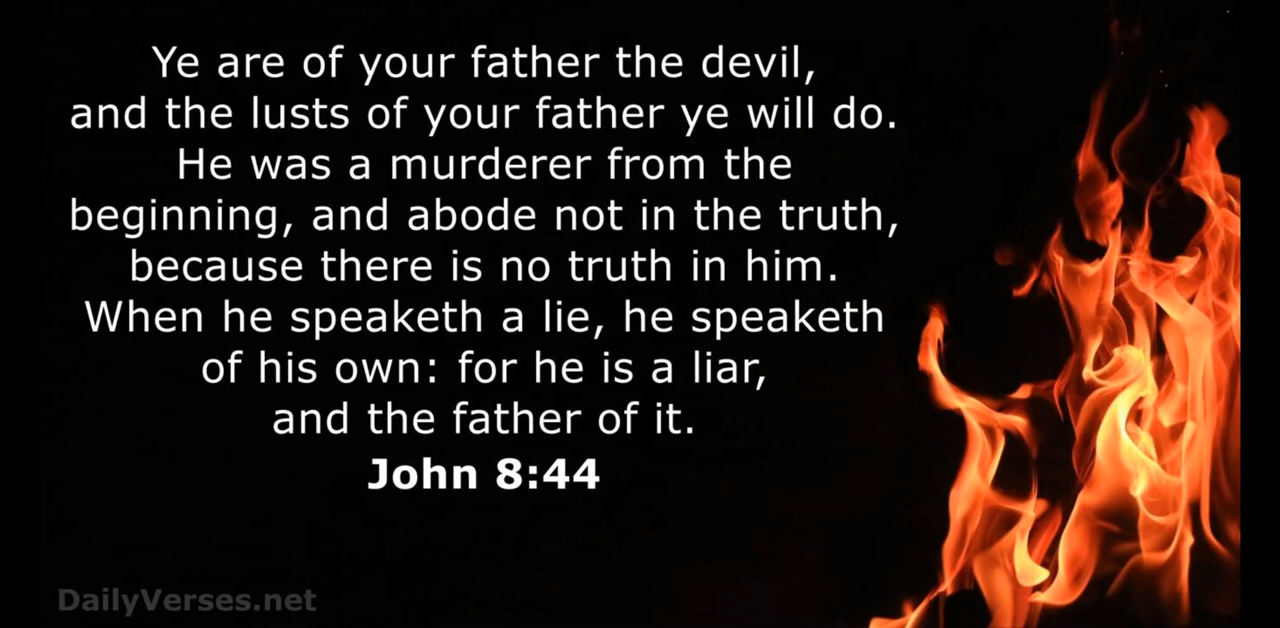 Ye are of your father the devil,
and the lusts of your father ye will do.
He was a murderer from the
beginning, and abode not in the truth,
because there is no truth in him.
When he speaketh a lie, he speaketh
of his own: for he is a liar,
and the father of it.
John 8:44
DailyVerses.net